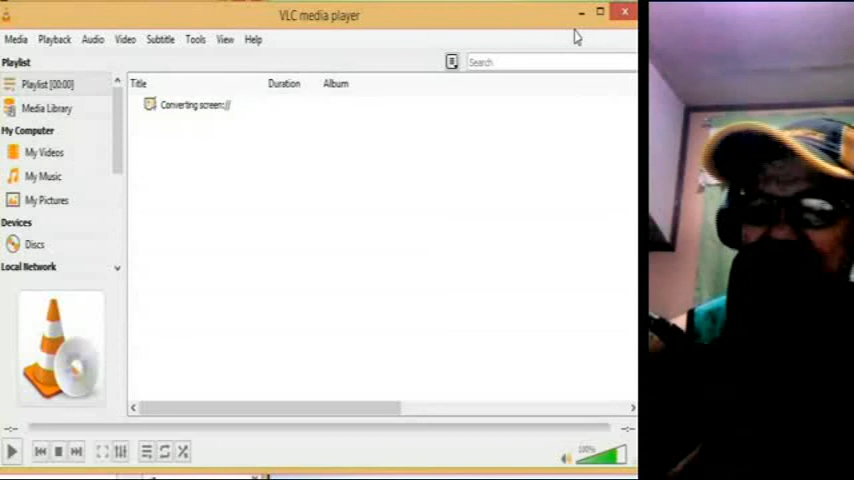 VLC media player
Media Playback Audio Video Subtitle Tools View Help
Playlist
Search
Playlist [00:00]
Title Duration Album
Media Library
Converting screen://
My Computer
My Videos
My Music
My Pictures
Devices
Discs
Local Network
--:-- --:--
100%